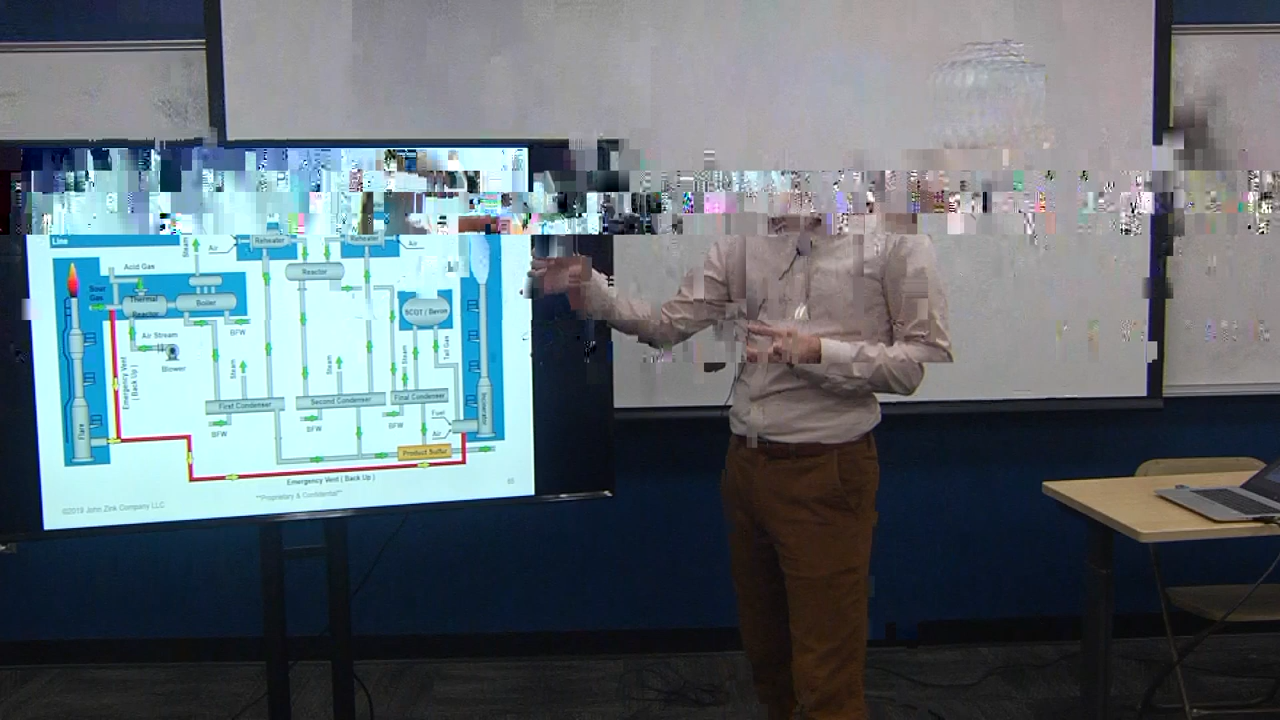 Line
Steam
Air
Reheater
Reheater
Air
Acid Gas
Reactor
Sour
Gas
Thermal
Reactor
Boiler
SCOT / Beavon
BFW
Air Stream
Blower
Steam
Steam
Steam
Tail Gas
Emergency Vent
( Back Up )
First Condenser
Second Condenser
Final Condenser
Incinerator
Flare
BFW
BFW
BFW
Fuel
Air
Product Sulfur
Emergency Vent ( Back Up )
**Proprietary & Confidential**
65
©2019 John Zink Company LLC